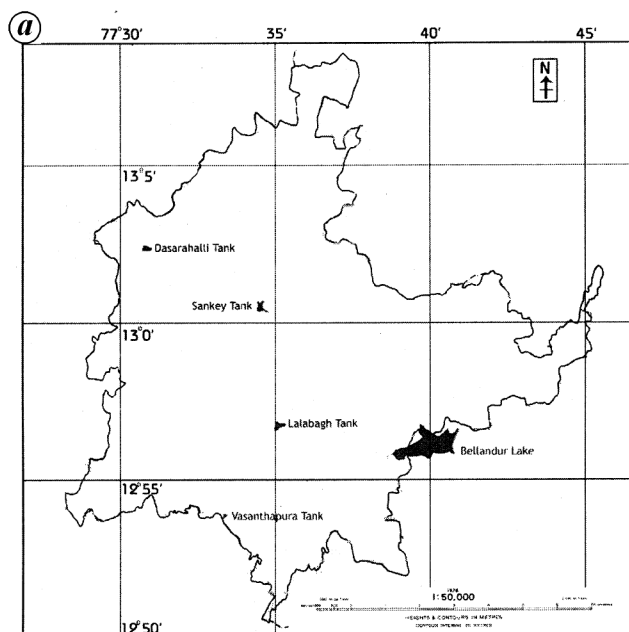 a
77°30' 35' 40' 45'
N
13°5'
Dasarahalli Tank
Sankey Tank
13°0'
Lalabagh Tank
Bellandur Lake
12°55'
Vasanthapura Tank
1:50,000
HEIGHTS & CONTOURS IN METRES
12°50'